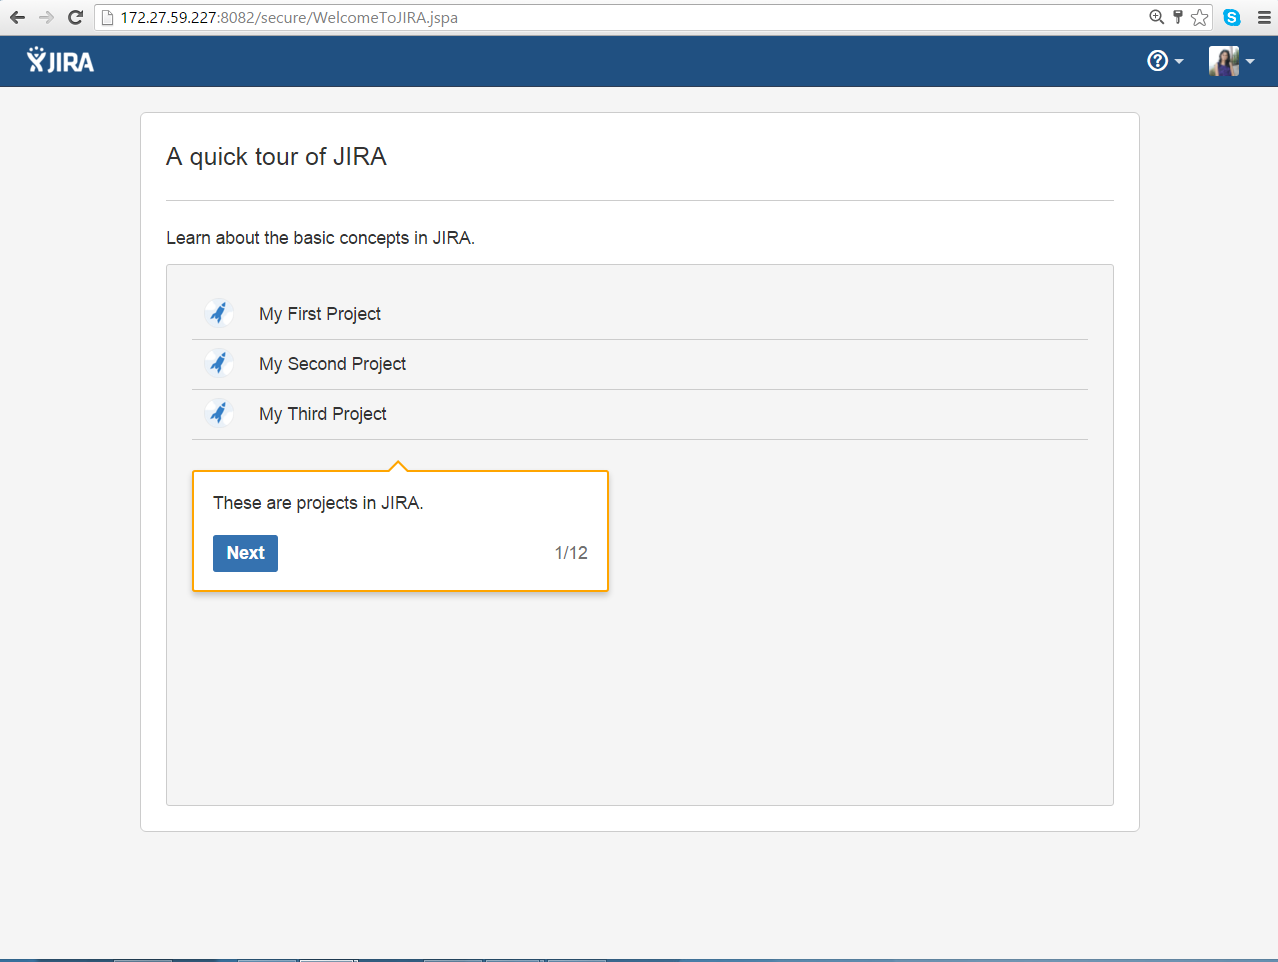 172.27.59.227:8082/secure/WelcomeToJIRA.jspa
JIRA
A quick tour of JIRA
Learn about the basic concepts in JIRA.
My First Project
My Second Project
My Third Project
These are projects in JIRA.
Next 1/12